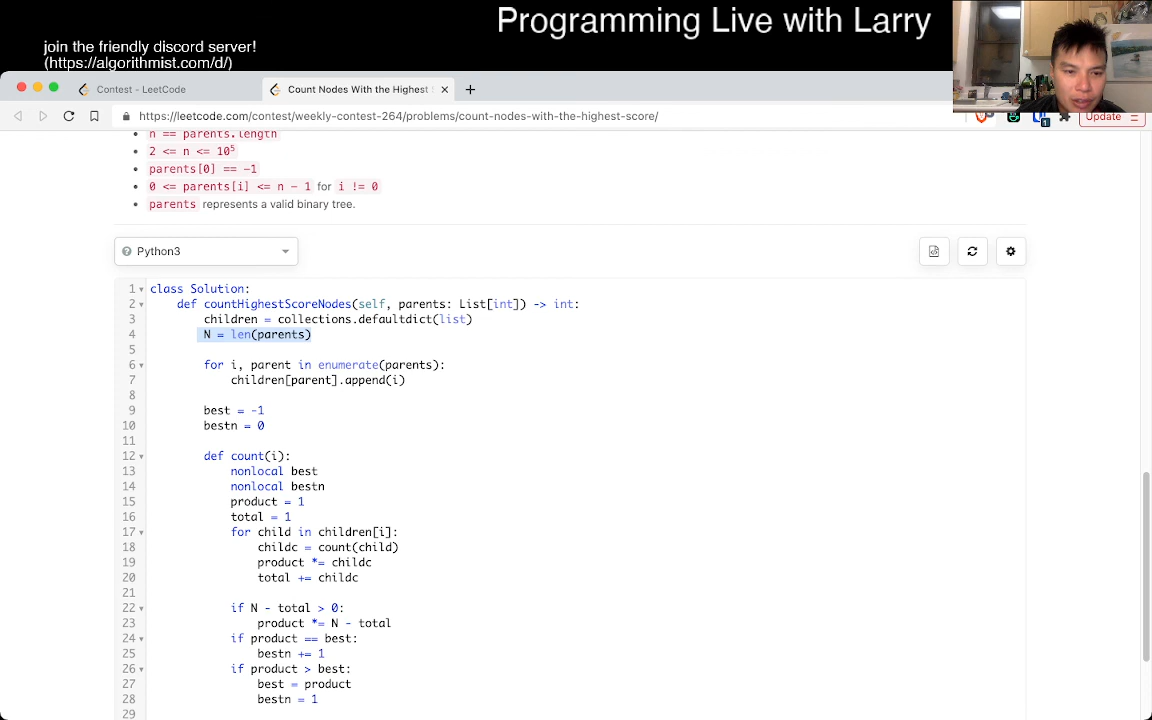 Programming Live with Larry
join the friendly discord server!
(https://algorithmist.com/d/)
Contest - LeetCode
Count Nodes With the Highest
https://leetcode.com/contest/weekly-contest-264/problems/count-nodes-with-the-highest-score/
1
Update
n == parents.length
2 <= n <= 10⁵
parents[0] == -1
0 <= parents[i] <= n - 1 for i != 0
parents represents a valid binary tree.
Python3
1 class Solution:
2 def countHighestScoreNodes(self, parents: List[int]) -> int:
3 children = collections.defaultdict(list)
4 N = len(parents)
5
6 for i, parent in enumerate(parents):
7 children[parent].append(i)
8
9 best = -1
10 bestn = 0
11
12 def count(i):
13 nonlocal best
14 nonlocal bestn
15 product = 1
16 total = 1
17 for child in children[i]:
18 childc = count(child)
19 product *= childc
20 total += childc
21
22 if N - total > 0:
23 product *= N - total
24 if product == best:
25 bestn += 1
26 if product > best:
27 best = product
28 bestn = 1
29